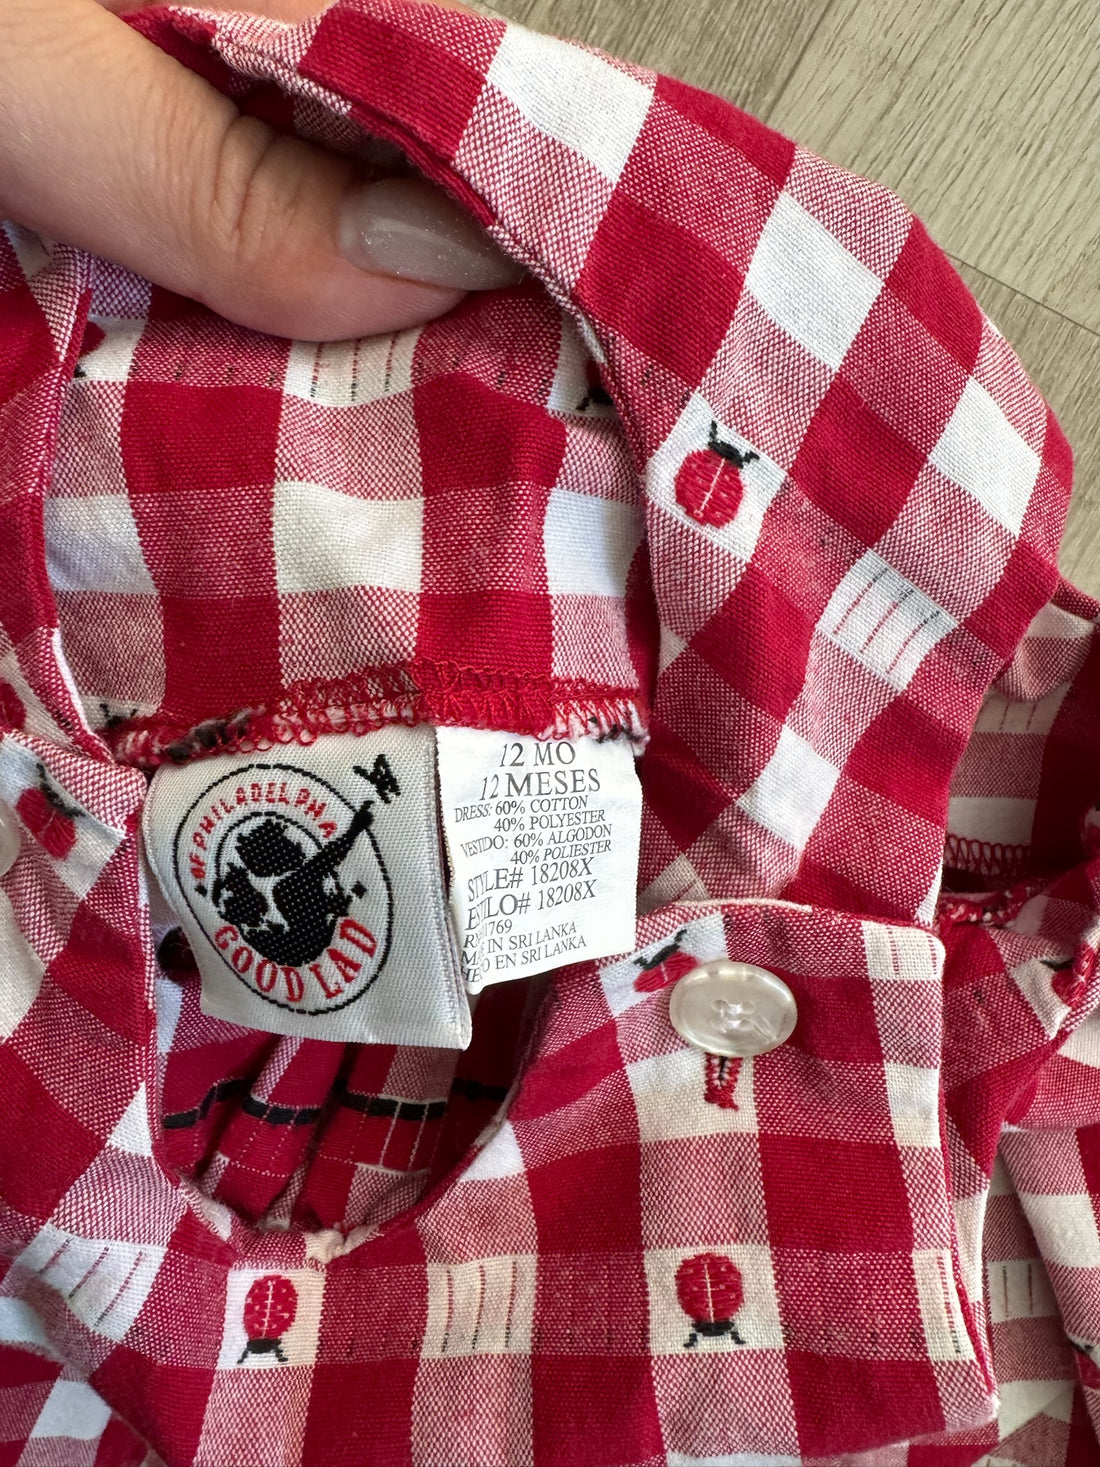 OF PHILADELPHIA
GOOD LAD
12 MO
12 MESES
DRESS: 60% COTTON
40% POLYESTER
VESTIDO: 60% ALGODON
40% POLIESTER
STYLE# 18208X
ESTILO# 18208X
IN SRI LANKA
EN SRI LANKA